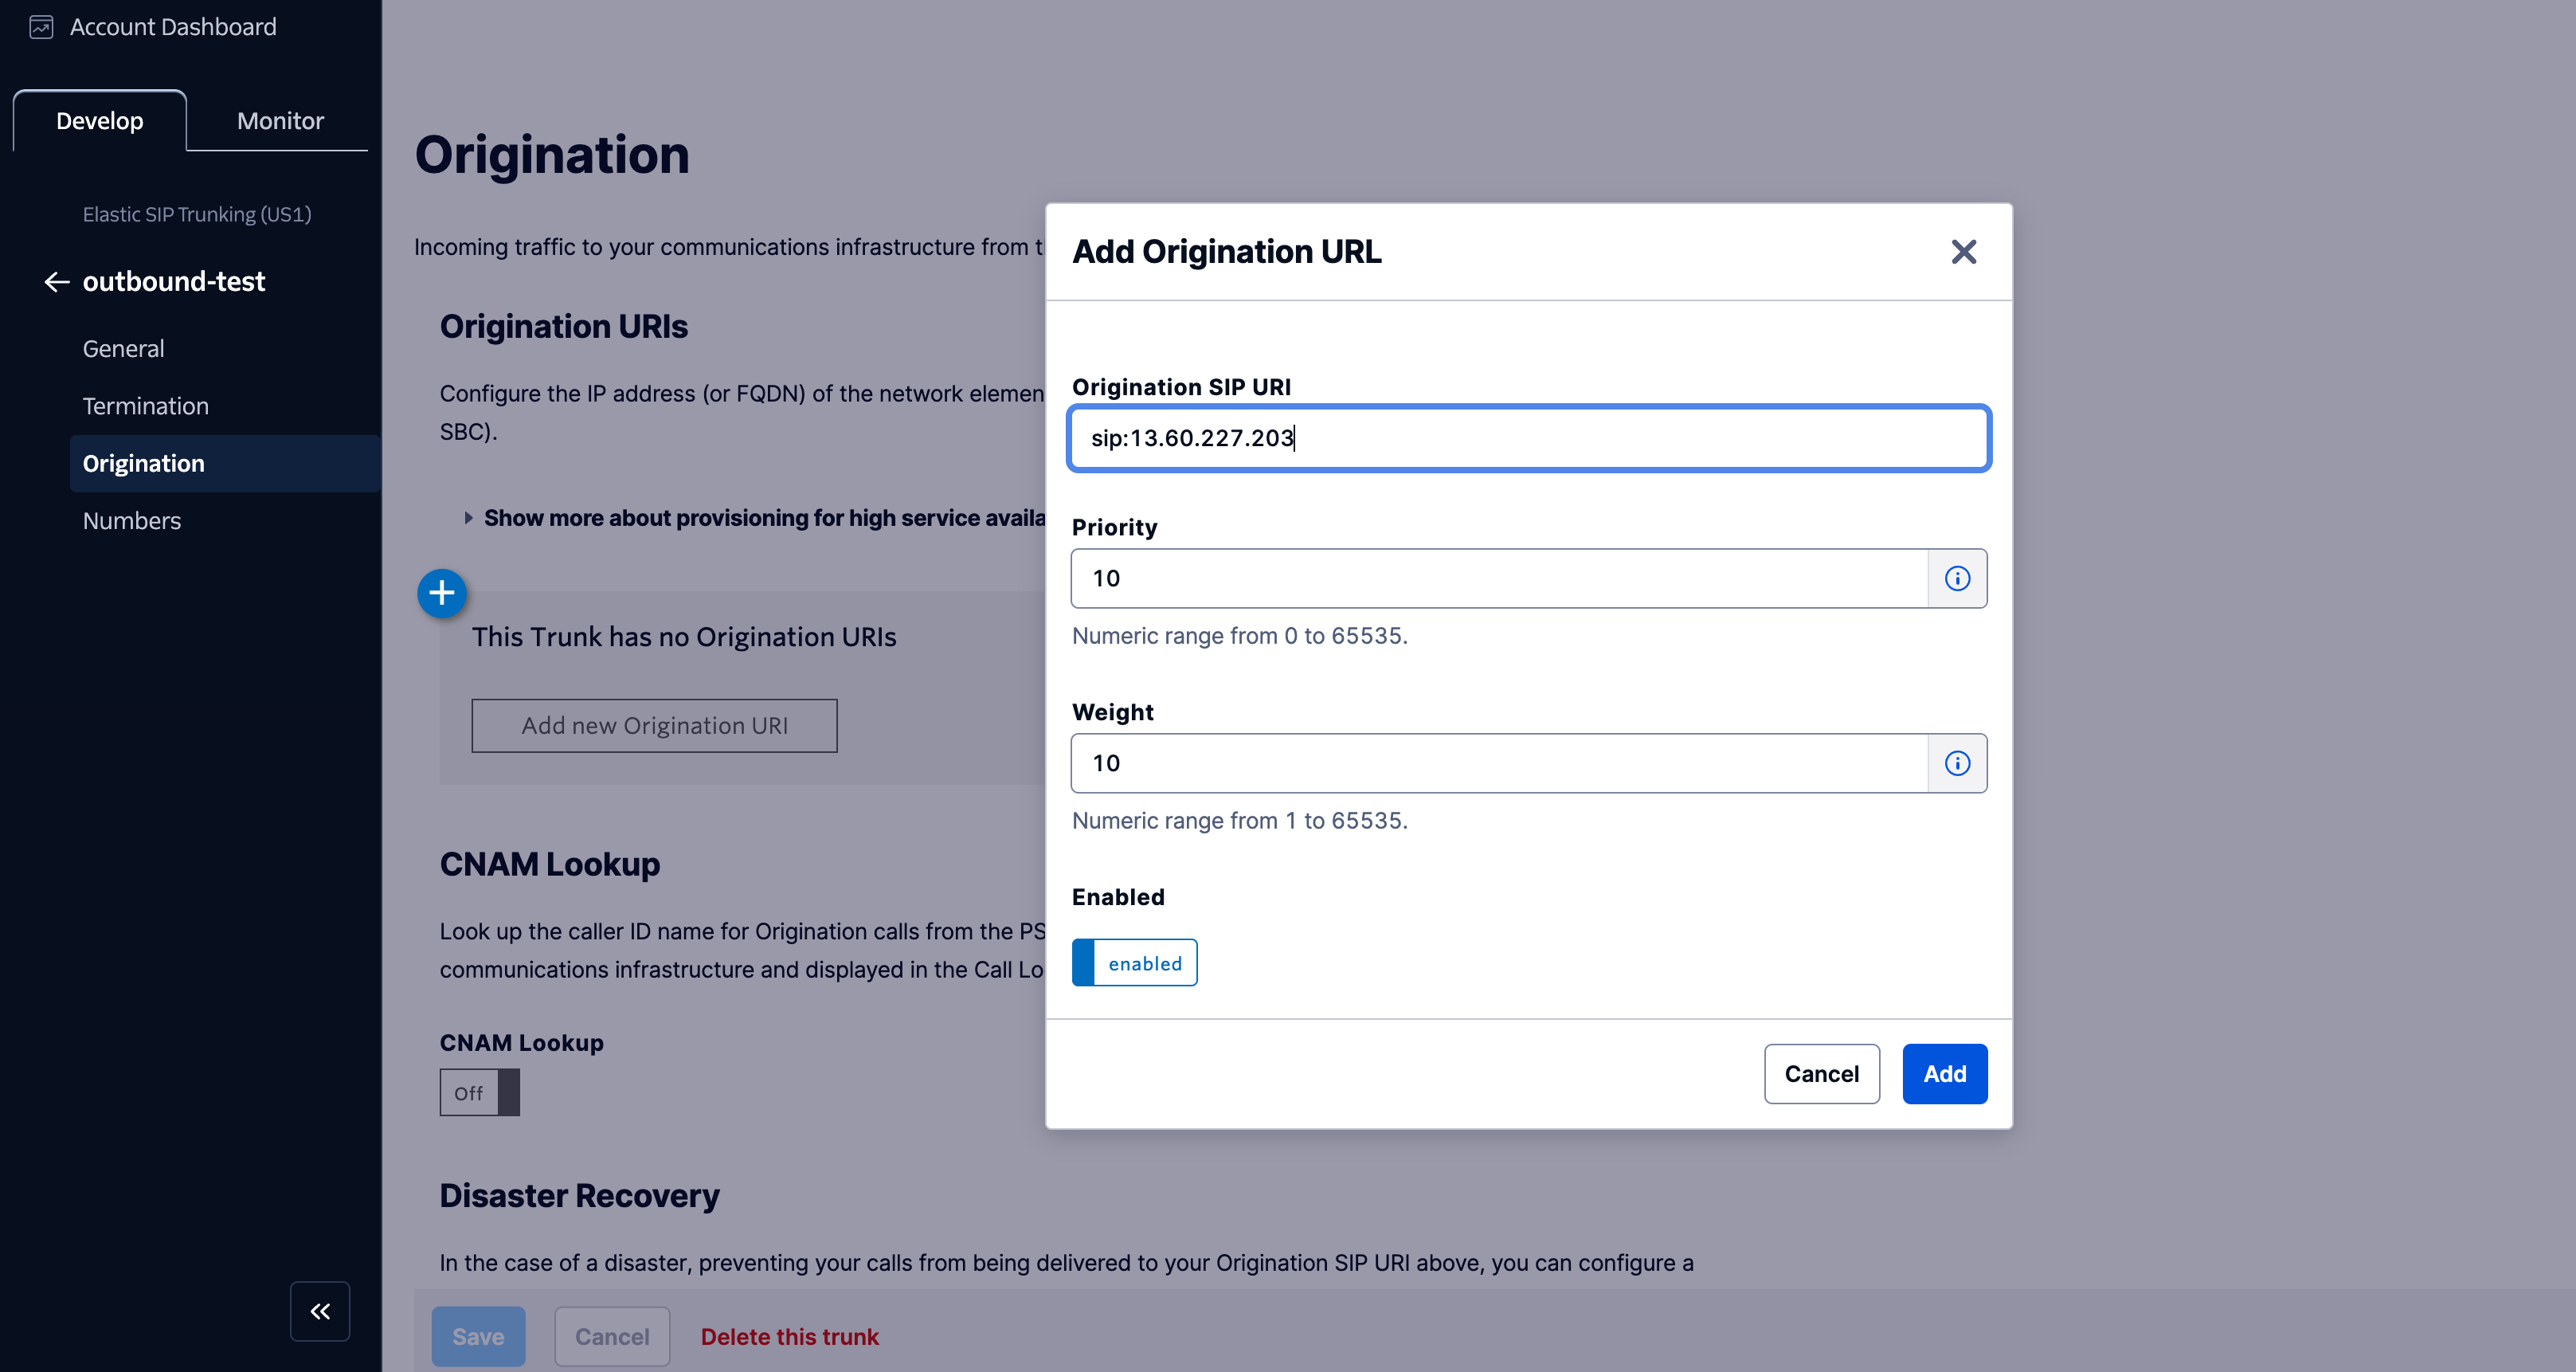 Account Dashboard
Develop
Monitor
Elastic SIP Trunking (US1)
outbound-test
General
Termination
Origination
Numbers
Origination
Incoming traffic to your communications infrastructure from t
Origination URIs
Configure the IP address (or FQDN) of the network elemen
SBC).
Show more about provisioning for high service availa
This Trunk has no Origination URIs
Add new Origination URI
CNAM Lookup
Look up the caller ID name for Origination calls from the PS
communications infrastructure and displayed in the Call Lo
CNAM Lookup
Off
Disaster Recovery
In the case of a disaster, preventing your calls from being delivered to your Origination SIP URI above, you can configure a
Save
Cancel
Delete this trunk
Add Origination URL
Origination SIP URI
sip:13.60.227.203
Priority
10
Numeric range from 0 to 65535.
Weight
10
Numeric range from 1 to 65535.
Enabled
enabled
Cancel
Add